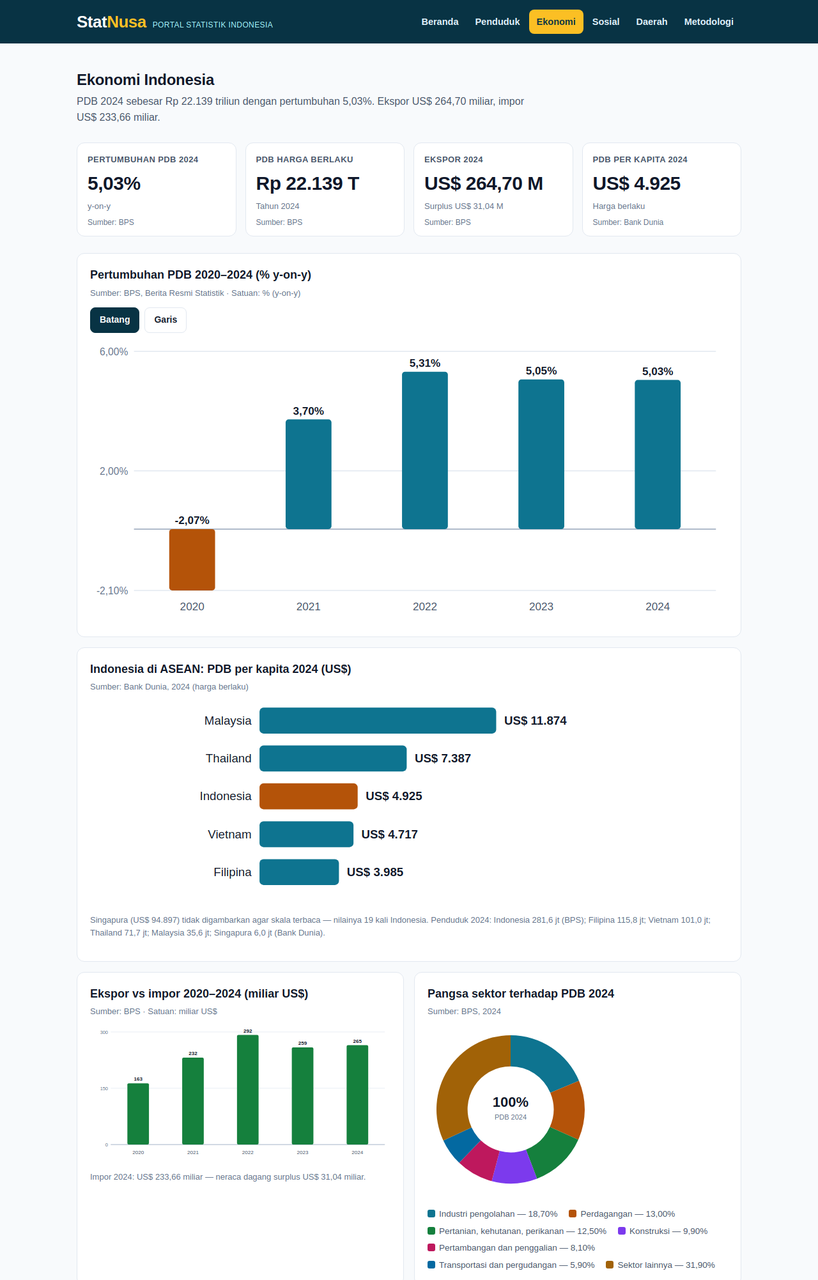 StatNusa PORTAL STATISTIK INDONESIA
Beranda Penduduk Ekonomi Sosial Daerah Metodologi
Ekonomi Indonesia
PDB 2024 sebesar Rp 22.139 triliun dengan pertumbuhan 5,03%. Ekspor US$ 264,70 miliar, impor
US$ 233,66 miliar.
PERTUMBUHAN PDB 2024
5,03%
y-on-y
Sumber: BPS
PDB HARGA BERLAKU
Rp 22.139 T
Tahun 2024
Sumber: BPS
EKSPOR 2024
US$ 264,70 M
Surplus US$ 31,04 M
Sumber: BPS
PDB PER KAPITA 2024
US$ 4.925
Harga berlaku
Sumber: Bank Dunia
Pertumbuhan PDB 2020–2024 (% y-on-y)
Sumber: BPS, Berita Resmi Statistik · Satuan: % (y-on-y)
Batang Garis
6,00%
5,31%
5,05%
5,03%
3,70%
2,00%
-2,07%
-2,10%
2020 2021 2022 2023 2024
Indonesia di ASEAN: PDB per kapita 2024 (US$)
Sumber: Bank Dunia, 2024 (harga berlaku)
Malaysia US$ 11.874
Thailand US$ 7.387
Indonesia US$ 4.925
Vietnam US$ 4.717
Filipina US$ 3.985
Singapura (US$ 94.897) tidak digambarkan agar skala terbaca — nilainya 19 kali Indonesia. Penduduk 2024: Indonesia 281,6 jt (BPS); Filipina 115,8 jt; Vietnam 101,0 jt;
Thailand 71,7 jt; Malaysia 35,6 jt; Singapura 6,0 jt (Bank Dunia).
Ekspor vs impor 2020–2024 (miliar US$)
Sumber: BPS · Satuan: miliar US$
300
292
265
259
232
163
150
0
2020 2021 2022 2023 2024
Impor 2024: US$ 233,66 miliar — neraca dagang surplus US$ 31,04 miliar.
Pangsa sektor terhadap PDB 2024
Sumber: BPS, 2024
100%
PDB 2024
Industri pengolahan — 18,70% Perdagangan — 13,00%
Pertanian, kehutanan, perikanan — 12,50% Konstruksi — 9,90%
Pertambangan dan penggalian — 8,10%
Transportasi dan pergudangan — 5,90% Sektor lainnya — 31,90%